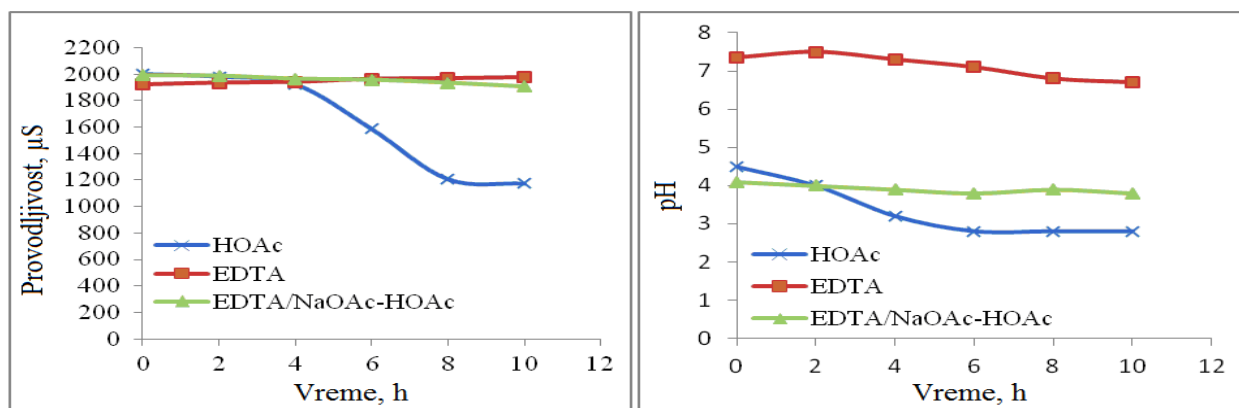 Provodljivost, µS
2200
2000
1800
1600
1400
1200
1000
800
600
400
200
0
HOAc
EDTA
EDTA/NaOAc-HOAc
0 2 4 6 8 10 12
Vreme, h
pH
8
7
6
5
4
3
2
1
0
HOAc
EDTA
EDTA/NaOAc-HOAc
0 2 4 6 8 10 12
Vreme, h